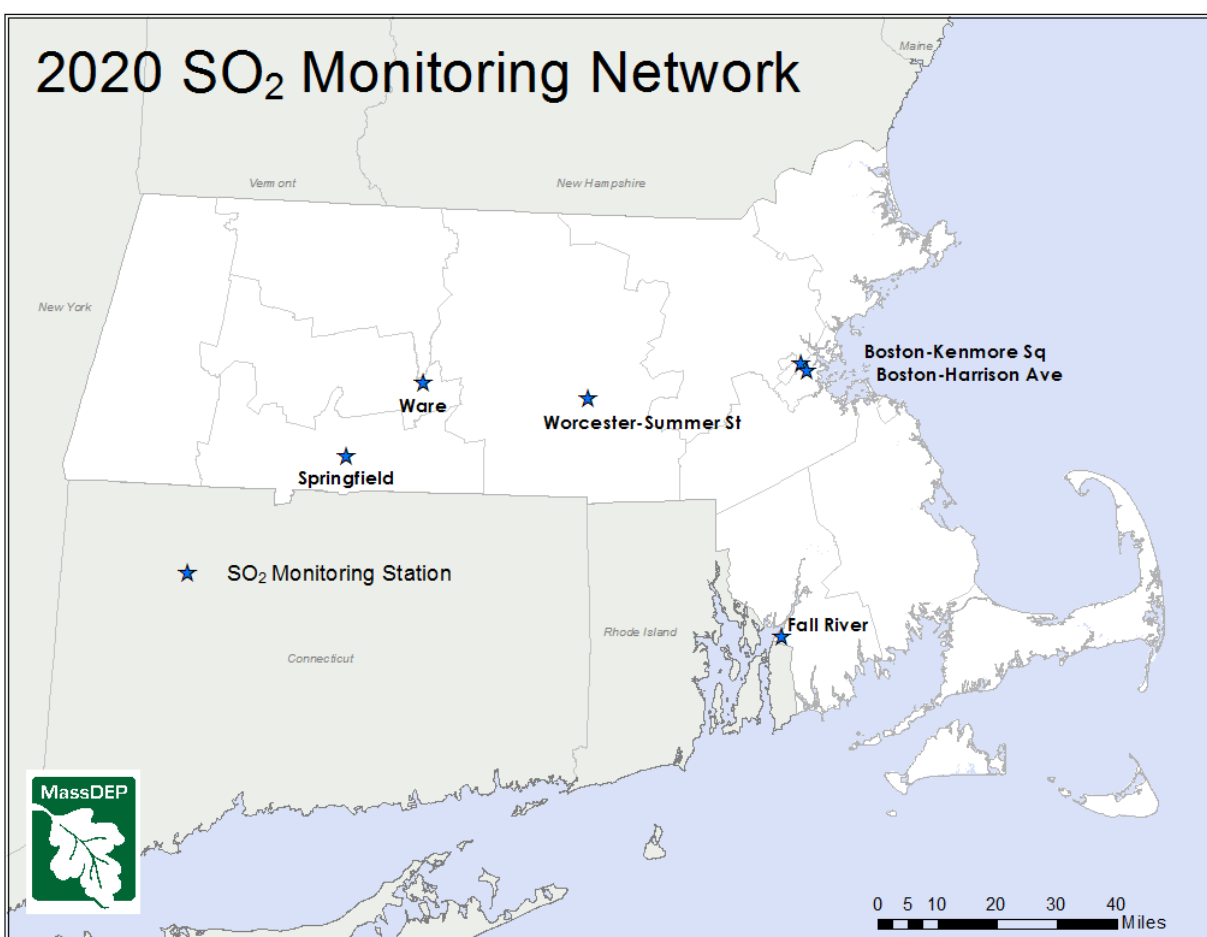 2020 SO₂ Monitoring Network
Maine
Vermont
New Hampshire
New York
Boston-Kenmore Sq
Boston-Harrison Ave
Ware
Worcester-Summer St
Springfield
SO₂ Monitoring Station
Fall River
Rhode Island
Connecticut
MassDEP
0 5 10 20 30 40
Miles